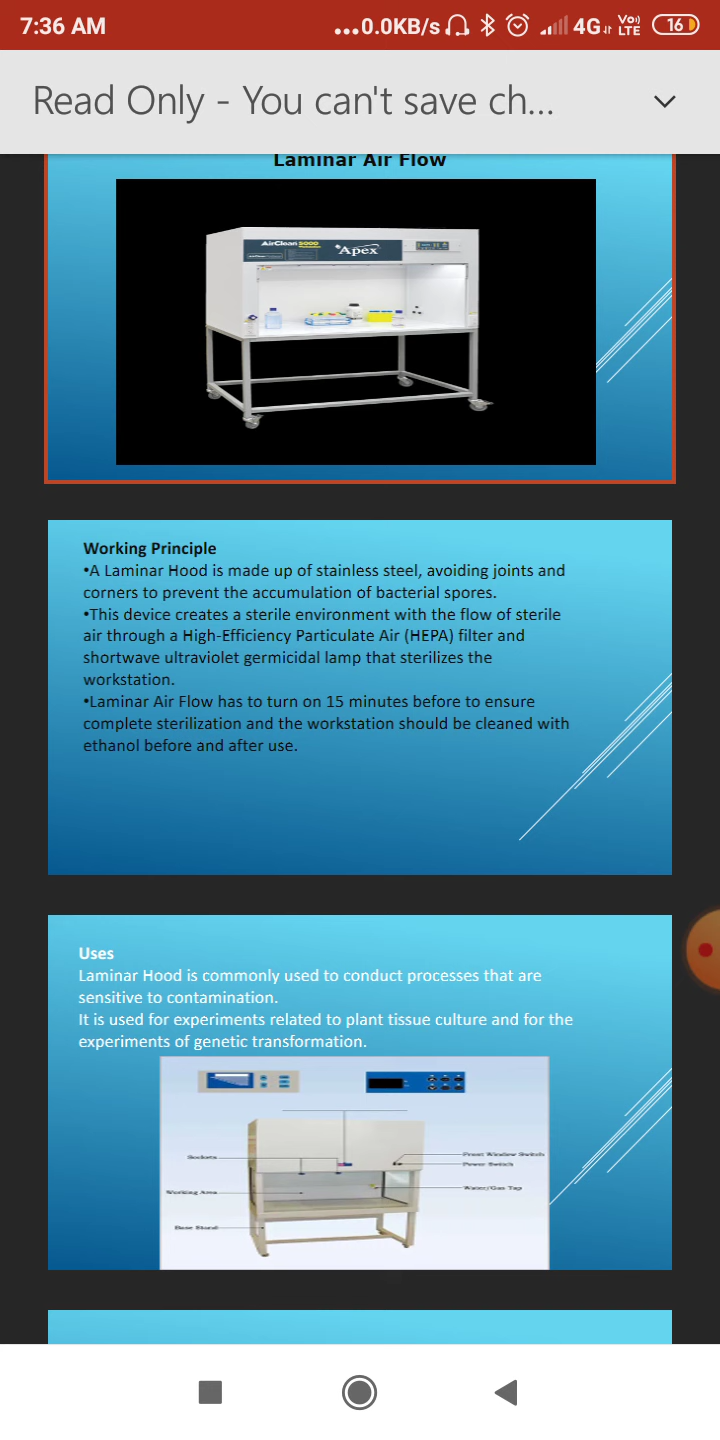 7:36 AM
...0.0KB/s 4G Vo)) LTE 16
Read Only - You can't save ch...
Laminar Air Flow
AirClean 5000
Apex
Working Principle
•A Laminar Hood is made up of stainless steel, avoiding joints and
corners to prevent the accumulation of bacterial spores.
•This device creates a sterile environment with the flow of sterile
air through a High-Efficiency Particulate Air (HEPA) filter and
shortwave ultraviolet germicidal lamp that sterilizes the
workstation.
•Laminar Air Flow has to turn on 15 minutes before to ensure
complete sterilization and the workstation should be cleaned with
ethanol before and after use.
Uses
Laminar Hood is commonly used to conduct processes that are
sensitive to contamination.
It is used for experiments related to plant tissue culture and for the
experiments of genetic transformation.
Sockets
Front Window Switch
Power Switch
Working Area
Water/Gas Tap
Base Stand